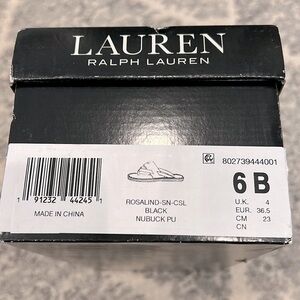 LAUREN
RALPH LAUREN
802739444001
6 B
ROSALIND-SN-CSL
BLACK
NUBUCK PU
U.K. 4
EUR. 36.5
CM 23
CN
1 91232 44245 1
MADE IN CHINA